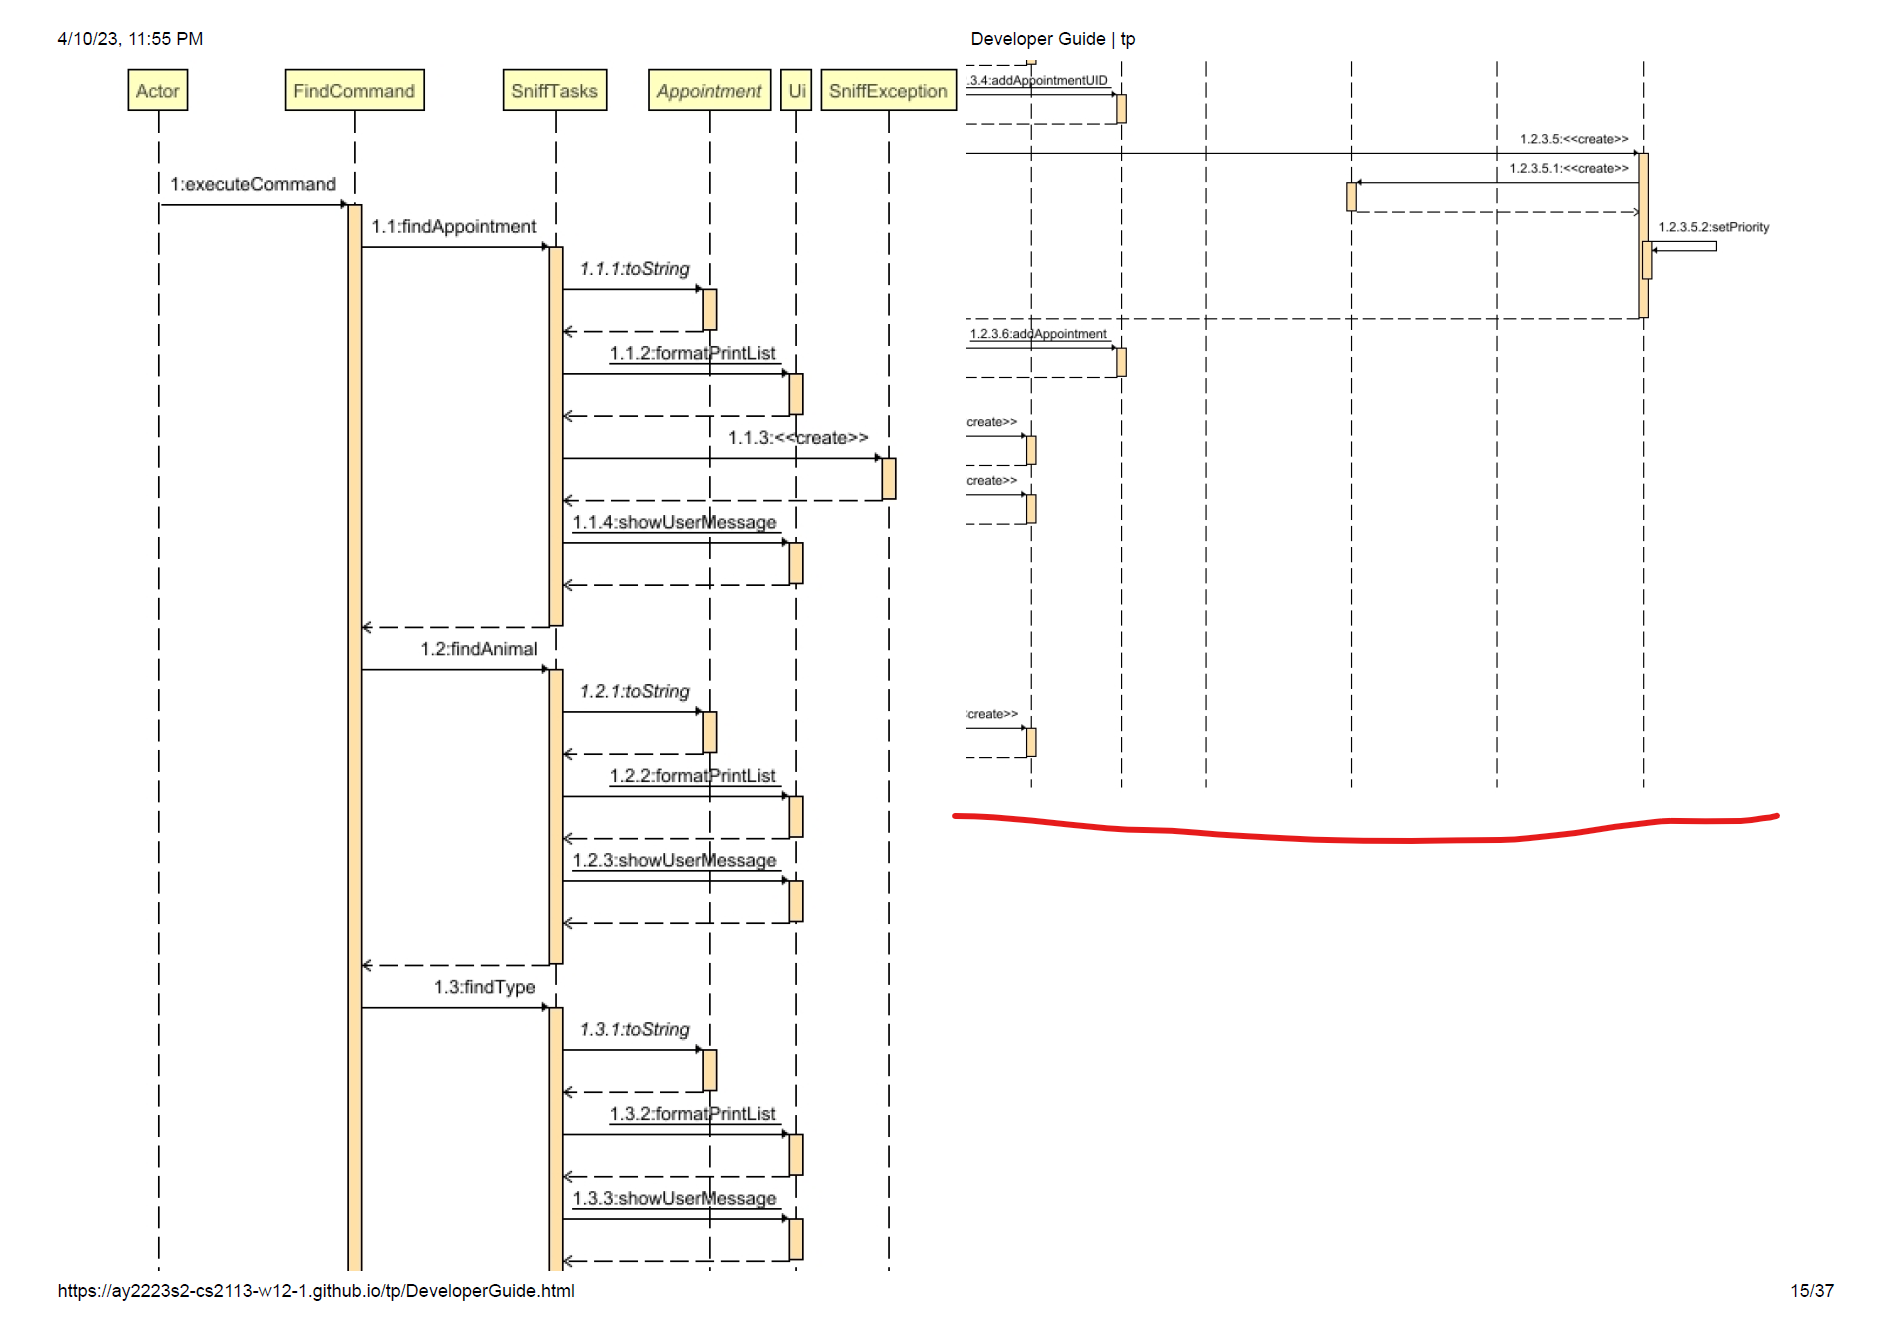 4/10/23, 11:55 PM
Developer Guide | tp
Actor
FindCommand
SniffTasks
Appointment
Ui
SniffException
1:executeCommand
1.1:findAppointment
1.1.1:toString
1.1.2:formatPrintList
1.1.3:<<create>>
1.1.4:showUserMessage
1.2:findAnimal
1.2.1:toString
1.2.2:formatPrintList
1.2.3:showUserMessage
1.3:findType
1.3.1:toString
1.3.2:formatPrintList
1.3.3:showUserMessage
.3.4:addAppointmentUID
1.2.3.5:<<create>>
1.2.3.5.1:<<create>>
1.2.3.5.2:setPriority
1.2.3.6:addAppointment
create>>
create>>
create>>
https://ay2223s2-cs2113-w12-1.github.io/tp/DeveloperGuide.html
15/37